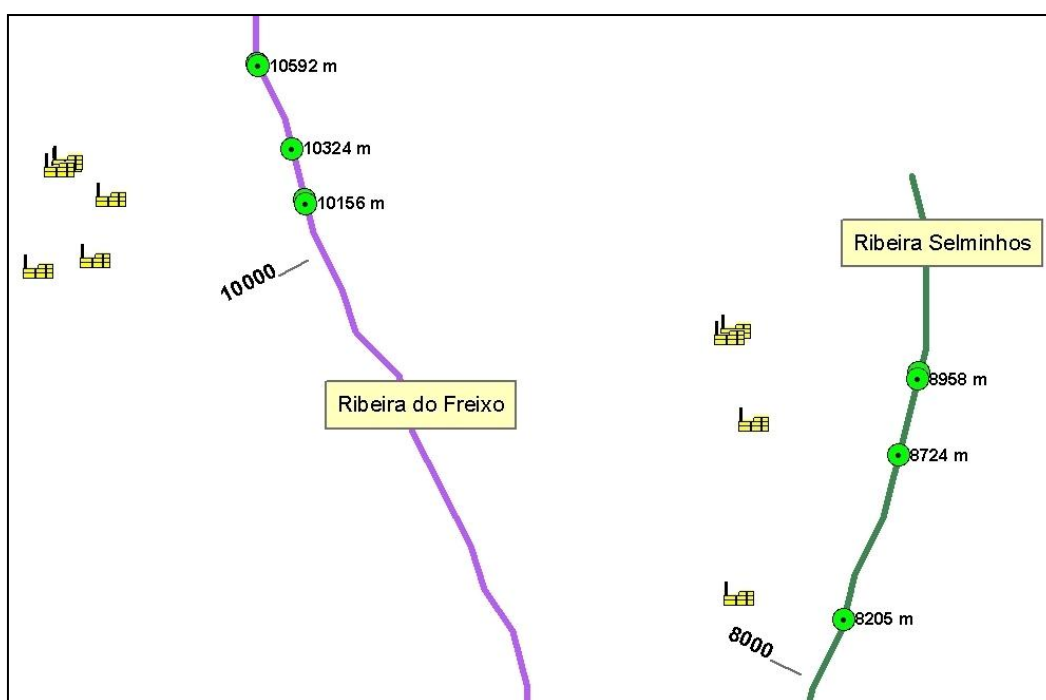 10592 m
10324 m
10156 m
10000
Ribeira do Freixo
Ribeira Selminhos
8958 m
8724 m
8205 m
8000